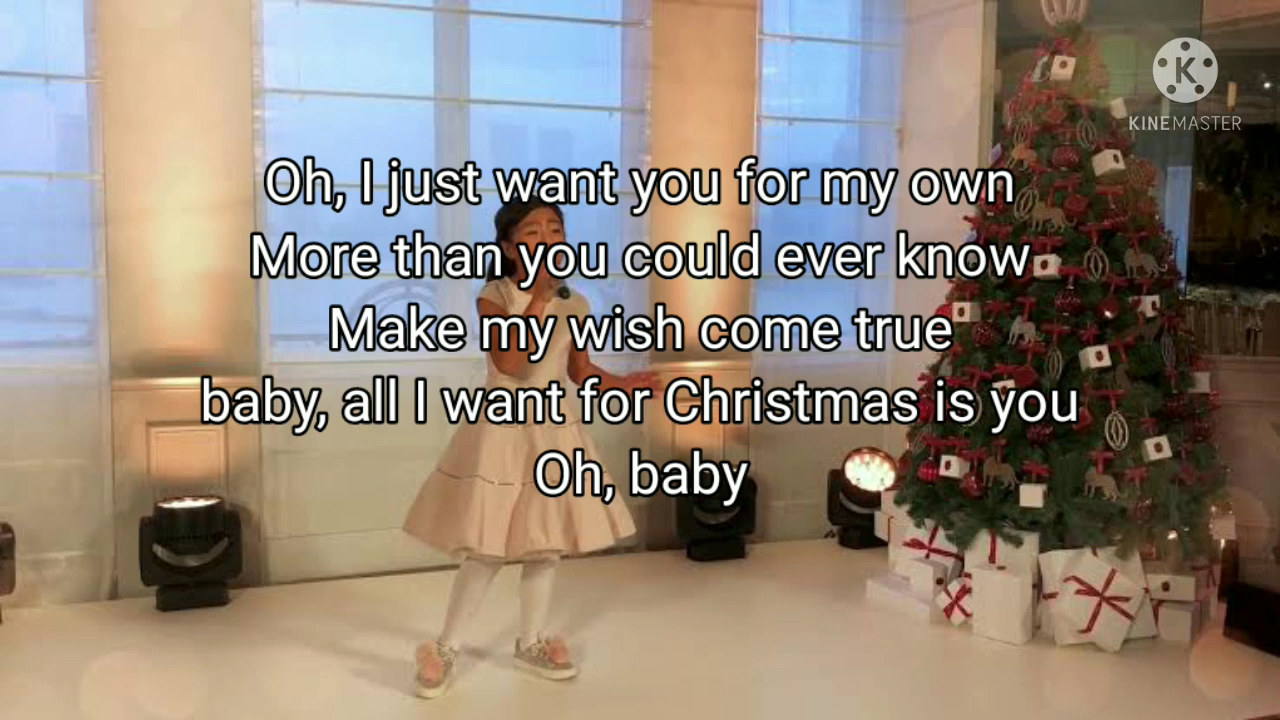 KINEMASTER
Oh, I just want you for my own
More than you could ever know
Make my wish come true
baby, all I want for Christmas is you
Oh, baby